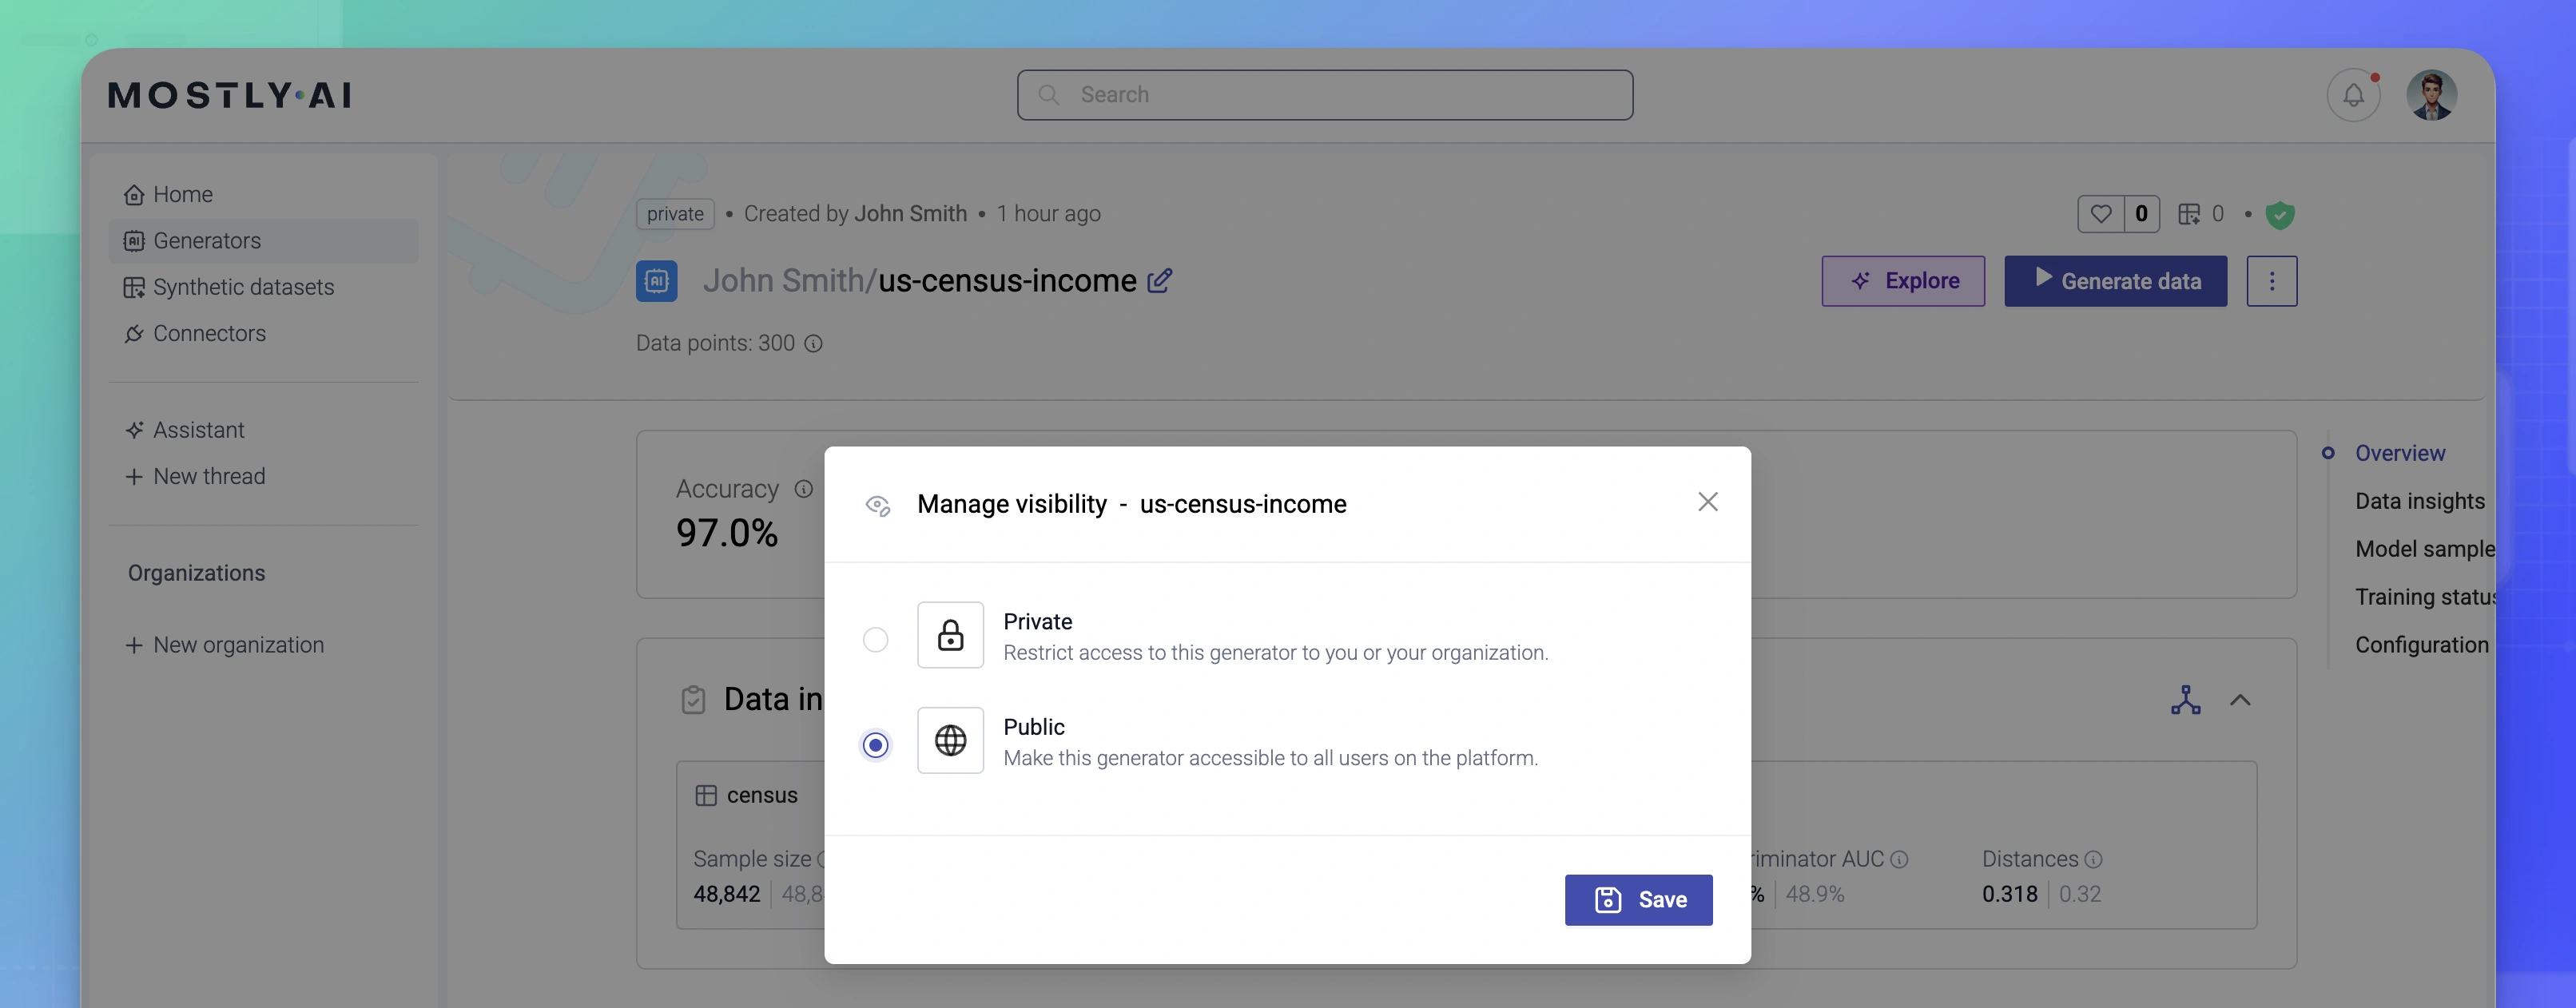 MOSTLY·AI
Search
Home
Generators
Synthetic datasets
Connectors
Assistant
New thread
Organizations
New organization
private • Created by John Smith • 1 hour ago
0 0 •
John Smith/us-census-income
Explore
Generate data
Data points: 300
Accuracy
97.0%
Overview
Data insights
Model sample
Training status
Configuration
Manage visibility - us-census-income
Private
Restrict access to this generator to you or your organization.
Public
Make this generator accessible to all users on the platform.
Save
Data in
census
Sample size
48,842 48,8
riminator AUC
% 48.9%
Distances
0.318 0.32